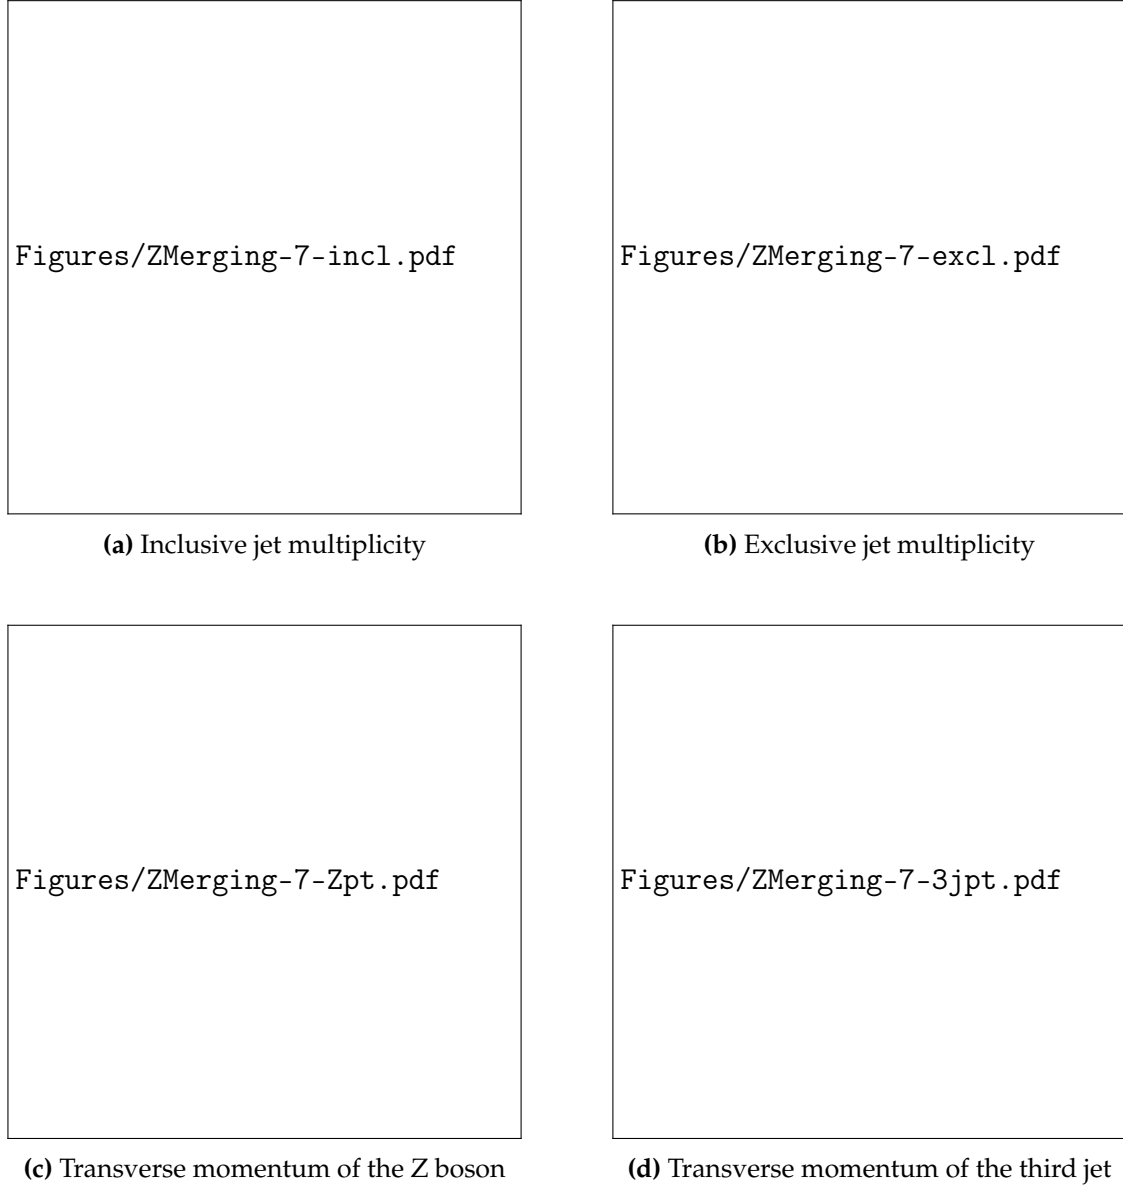 Figures/ZMerging-7-incl.pdf
Figures/ZMerging-7-excl.pdf
(a) Inclusive jet multiplicity
(b) Exclusive jet multiplicity
Figures/ZMerging-7-Zpt.pdf
Figures/ZMerging-7-3jpt.pdf
(c) Transverse momentum of the Z boson
(d) Transverse momentum of the third jet